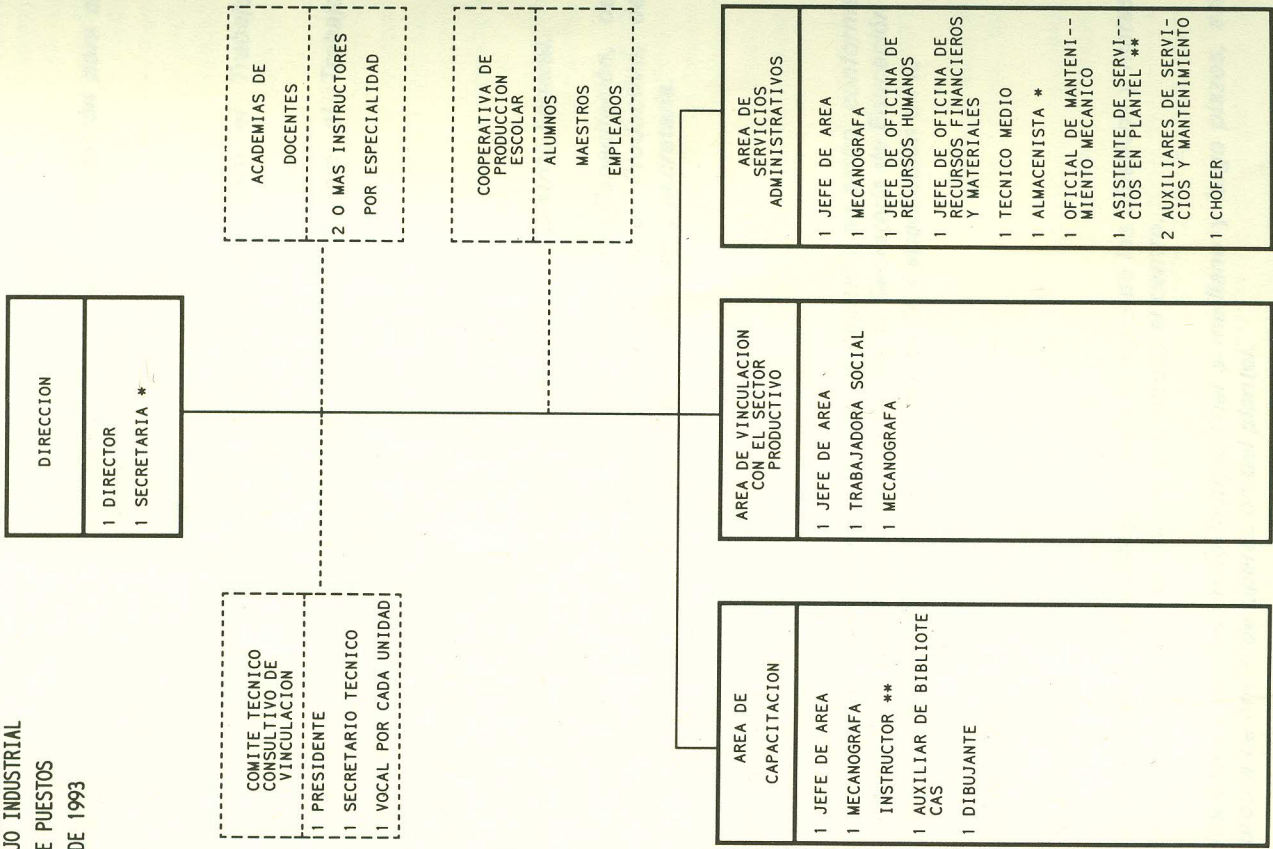 JO INDUSTRIAL
E PUESTOS
DE 1993
DIRECCION
1 DIRECTOR
1 SECRETARIA *
COMITE TECNICO
CONSULTIVO DE
VINCULACION
1 PRESIDENTE
1 SECRETARIO TECNICO
1 VOCAL POR CADA UNIDAD
ACADEMIAS DE
DOCENTES
2 O MAS INSTRUCTORES
POR ESPECIALIDAD
COOPERATIVA DE
PRODUCCION
ESCOLAR
ALUMNOS
MAESTROS
EMPLEADOS
AREA DE
CAPACITACION
1 JEFE DE AREA
1 MECANOGRAFA
INSTRUCTOR **
1 AUXILIAR DE BIBLIOTE
CAS
1 DIBUJANTE
AREA DE VINCULACION
CON EL SECTOR
PRODUCTIVO
1 JEFE DE AREA
1 TRABAJADORA SOCIAL
1 MECANOGRAFA
AREA DE
SERVICIOS
ADMINISTRATIVOS
1 JEFE DE AREA
1 MECANOGRAFA
1 JEFE DE OFICINA DE
RECURSOS HUMANOS
1 JEFE DE OFICINA DE
RECURSOS FINANCIEROS
Y MATERIALES
1 TECNICO MEDIO
1 ALMACENISTA *
1 OFICIAL DE MANTENI--
MIENTO MECANICO
1 ASISTENTE DE SERVI--
CIOS EN PLANTEL **
2 AUXILIARES DE SERVI-
CIOS Y MANTENIMIENTO
1 CHOFER